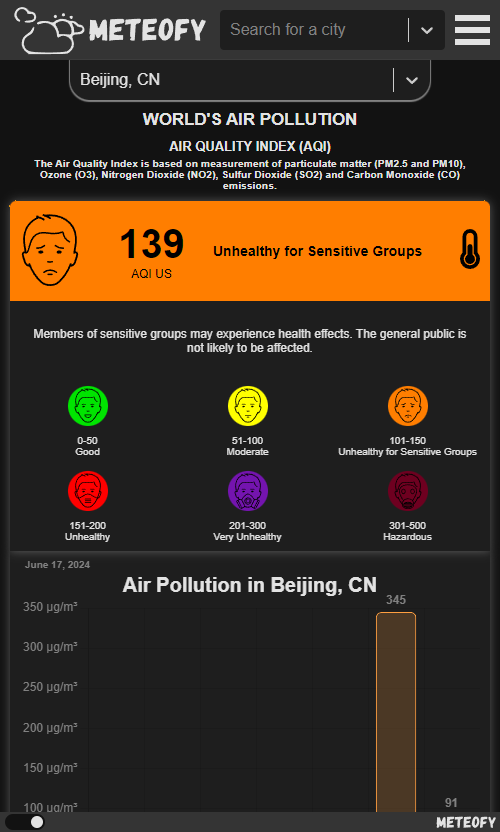 METEOFY
Search for a city
Beijing, CN
WORLD'S AIR POLLUTION
AIR QUALITY INDEX (AQI)
The Air Quality Index is based on measurement of particulate matter (PM2.5 and PM10),
Ozone (O3), Nitrogen Dioxide (NO2), Sulfur Dioxide (SO2) and Carbon Monoxide (CO)
emissions.
139
AQI US
Unhealthy for Sensitive Groups
Members of sensitive groups may experience health effects. The general public is
not likely to be affected.
0-50
Good
51-100
Moderate
101-150
Unhealthy for Sensitive Groups
151-200
Unhealthy
201-300
Very Unhealthy
301-500
Hazardous
June 17, 2024
Air Pollution in Beijing, CN
345
350 μg/m³
300 μg/m³
250 μg/m³
200 μg/m³
150 μg/m³
91
100 μg/m³
METEOFY